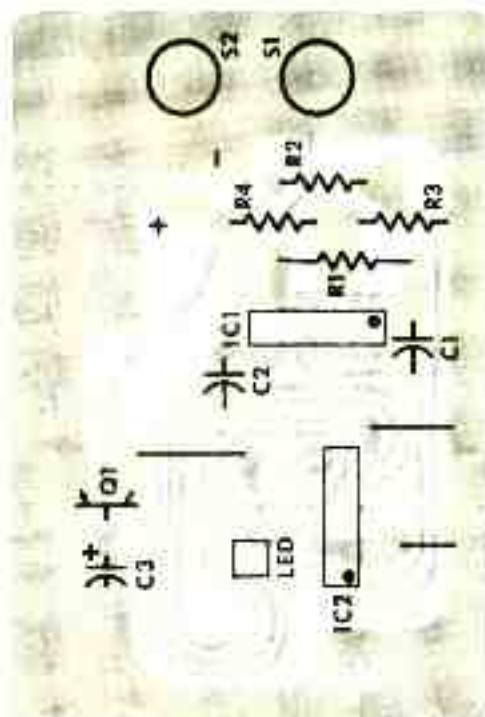 S2
S1
-
R2
+
R4
R3
R1
IC1
C2
C1
Q1
+
C3
LED
IC2